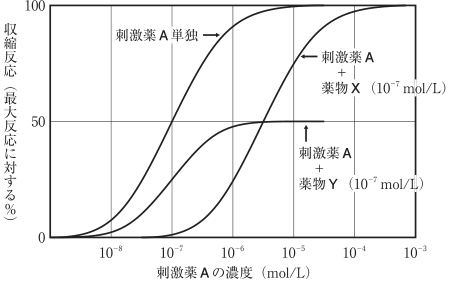 収縮反応（最大反応に対する%）
100
50
0
刺激薬A単独
刺激薬A
+
薬物X（10⁻⁷ mol/L）
刺激薬A
+
薬物Y（10⁻⁷ mol/L）
10⁻⁸ 10⁻⁷ 10⁻⁶ 10⁻⁵ 10⁻⁴ 10⁻³
刺激薬Aの濃度（mol/L）